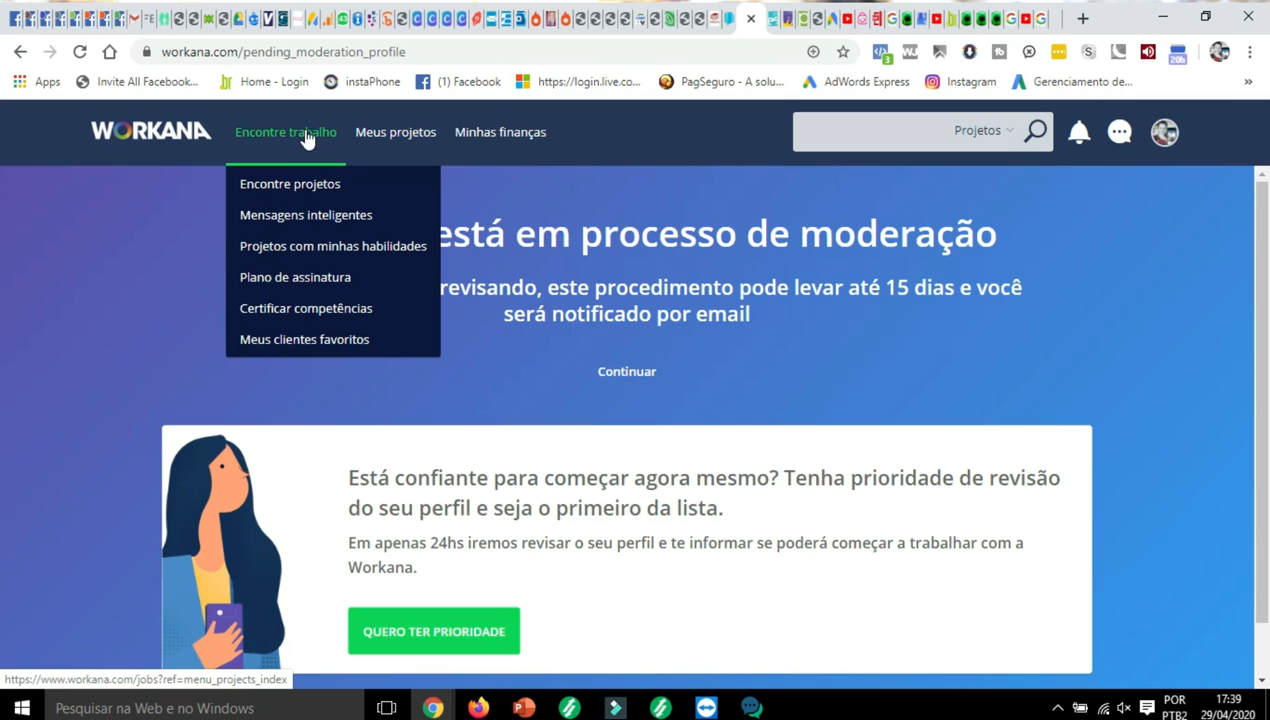 workana.com/pending_moderation_profile
Apps Invite All Facebook... Home - Login instaPhone (1) Facebook https://login.live.co... PagSeguro - A solu... AdWords Express Instagram Gerenciamento de... »
WORKANA Encontre trabalho Meus projetos Minhas finanças Projetos
Encontre projetos
Mensagens inteligentes
Projetos com minhas habilidades
Plano de assinatura
Certificar competências
Meus clientes favoritos
está em processo de moderação
revisando, este procedimento pode levar até 15 dias e você
será notificado por email
Continuar
Está confiante para começar agora mesmo? Tenha prioridade de revisão
do seu perfil e seja o primeiro da lista.
Em apenas 24hs iremos revisar o seu perfil e te informar se poderá começar a trabalhar com a
Workana.
QUERO TER PRIORIDADE
https://www.workana.com/jobs?ref=menu_projects_index
Pesquisar na Web e no Windows
POR
PTB2
17:39
29/04/2020